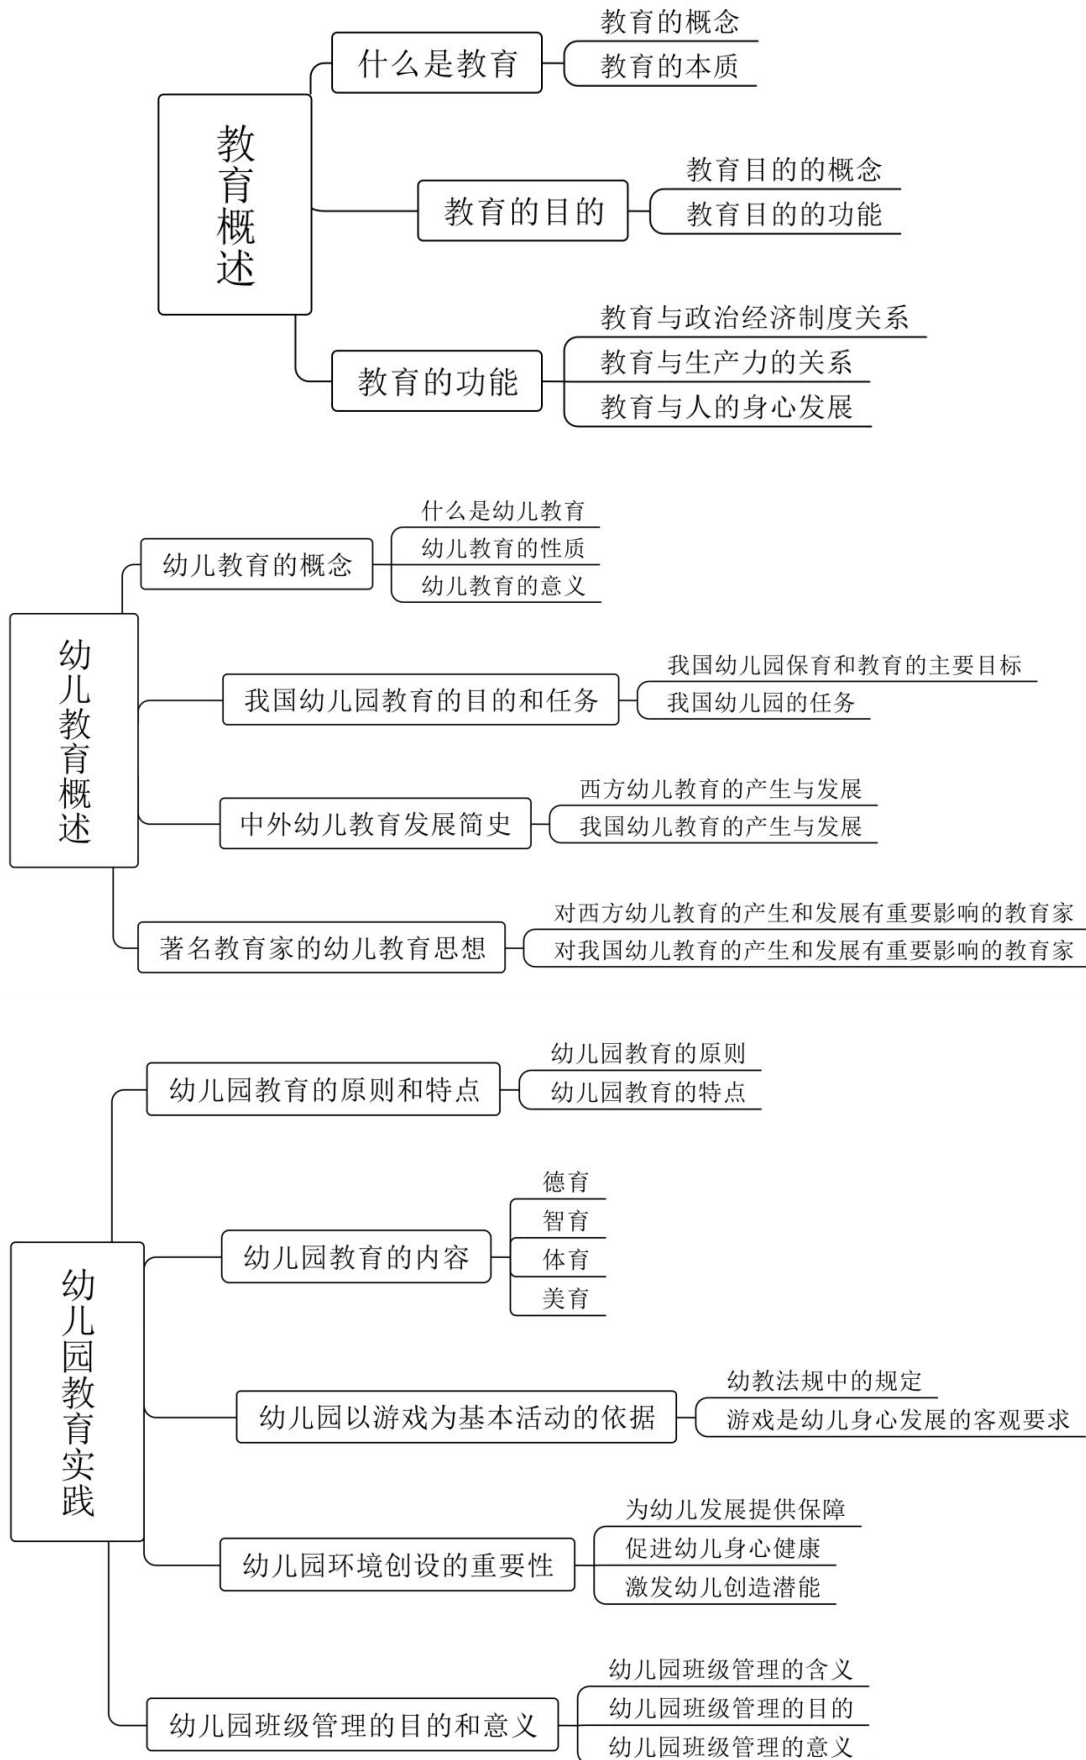 教育概述
什么是教育
教育的概念
教育的本质
教育的目的
教育目的的概念
教育目的的功能
教育的功能
教育与政治经济制度关系
教育与生产力的关系
教育与人的身心发展
幼儿教育概述
幼儿教育的概念
什么是幼儿教育
幼儿教育的性质
幼儿教育的意义
我国幼儿园教育的目的和任务
我国幼儿园保育和教育的主要目标
我国幼儿园的任务
中外幼儿教育发展简史
西方幼儿教育的产生与发展
我国幼儿教育的产生与发展
著名教育家的幼儿教育思想
对西方幼儿教育的产生和发展有重要影响的教育家
对我国幼儿教育的产生和发展有重要影响的教育家
幼儿园教育实践
幼儿园教育的原则和特点
幼儿园教育的原则
幼儿园教育的特点
幼儿园教育的内容
德育
智育
体育
美育
幼儿园以游戏为基本活动的依据
幼教法规中的规定
游戏是幼儿身心发展的客观要求
幼儿园环境创设的重要性
为幼儿发展提供保障
促进幼儿身心健康
激发幼儿创造潜能
幼儿园班级管理的目的和意义
幼儿园班级管理的含义
幼儿园班级管理的目的
幼儿园班级管理的意义